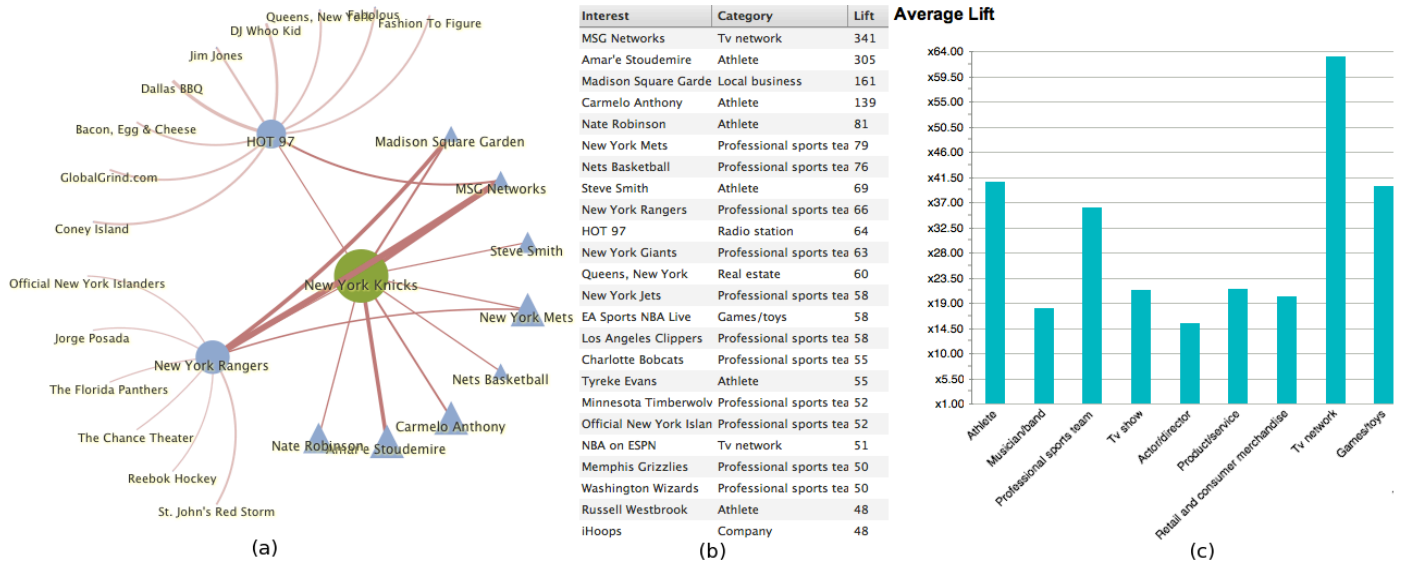 Queens, New York
Fabolous
DJ Whoo Kid
Fashion To Figure
Jim Jones
Dallas BBQ
Bacon, Egg & Cheese
HOT 97
Madison Square Garden
GlobalGrind.com
MSG Networks
Coney Island
Steve Smith
Official New York Islanders
New York Knicks
New York Mets
Jorge Posada
New York Rangers
Nets Basketball
The Florida Panthers
Carmelo Anthony
The Chance Theater
Nate Robinson
Amar'e Stoudemire
Reebok Hockey
St. John's Red Storm
(a)
Interest Category Lift
MSG Networks Tv network 341
Amar'e Stoudemire Athlete 305
Madison Square Garde Local business 161
Carmelo Anthony Athlete 139
Nate Robinson Athlete 81
New York Mets Professional sports tea 79
Nets Basketball Professional sports tea 76
Steve Smith Athlete 69
New York Rangers Professional sports tea 66
HOT 97 Radio station 64
New York Giants Professional sports tea 63
Queens, New York Real estate 60
New York Jets Professional sports tea 58
EA Sports NBA Live Games/toys 58
Los Angeles Clippers Professional sports tea 58
Charlotte Bobcats Professional sports tea 55
Tyreke Evans Athlete 55
Minnesota Timberwolv Professional sports tea 52
Official New York Islan Professional sports tea 52
NBA on ESPN Tv network 51
Memphis Grizzlies Professional sports tea 50
Washington Wizards Professional sports tea 50
Russell Westbrook Athlete 48
iHoops Company 48
(b)
Average Lift
x64.00
x59.50
x55.00
x50.50
x46.00
x41.50
x37.00
x32.50
x28.00
x23.50
x19.00
x14.50
x10.00
x5.50
x1.00
Athlete
Musician/band
Professional sports team
Tv show
Actor/director
Product/service
Retail and consumer merchandise
Tv network
Games/toys
(c)